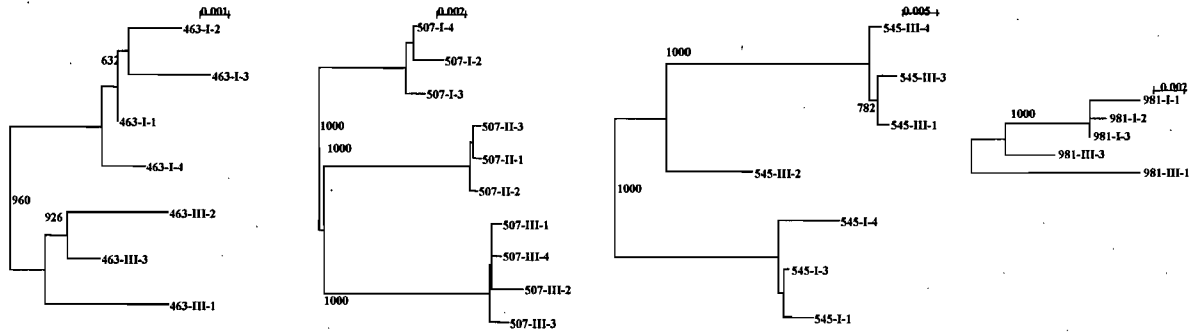 0.001
463-I-2
632
463-I-3
463-I-1
463-I-4
960
463-III-2
926
463-III-3
463-III-1
0.002
507-I-4
507-I-2
507-I-3
1000
507-II-3
1000
507-II-1
507-II-2
507-III-1
507-III-4
507-III-2
1000
507-III-3
0.005
545-III-4
1000
545-III-3
782
545-III-1
545-III-2
1000
545-I-4
545-I-3
545-I-1
0.002
981-I-1
1000
981-I-2
981-I-3
981-III-3
981-III-1